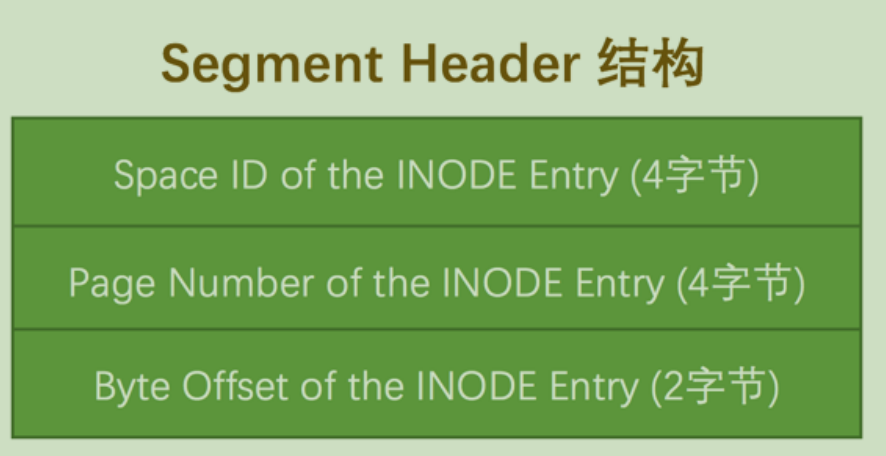 Segment Header 结构
Space ID of the INODE Entry (4字节)
Page Number of the INODE Entry (4字节)
Byte Offset of the INODE Entry (2字节)